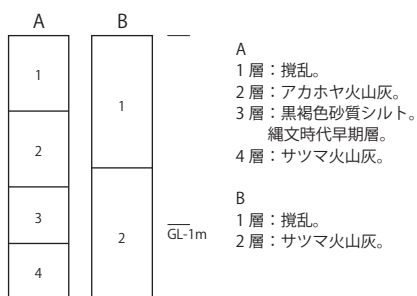 A
B
1
2
3
4
1
2
GL-1m
A
1層：撹乱。
2層：アカホヤ火山灰。
3層：黒褐色砂質シルト。
縄文時代早期層。
4層：サツマ火山灰。
B
1層：撹乱。
2層：サツマ火山灰。